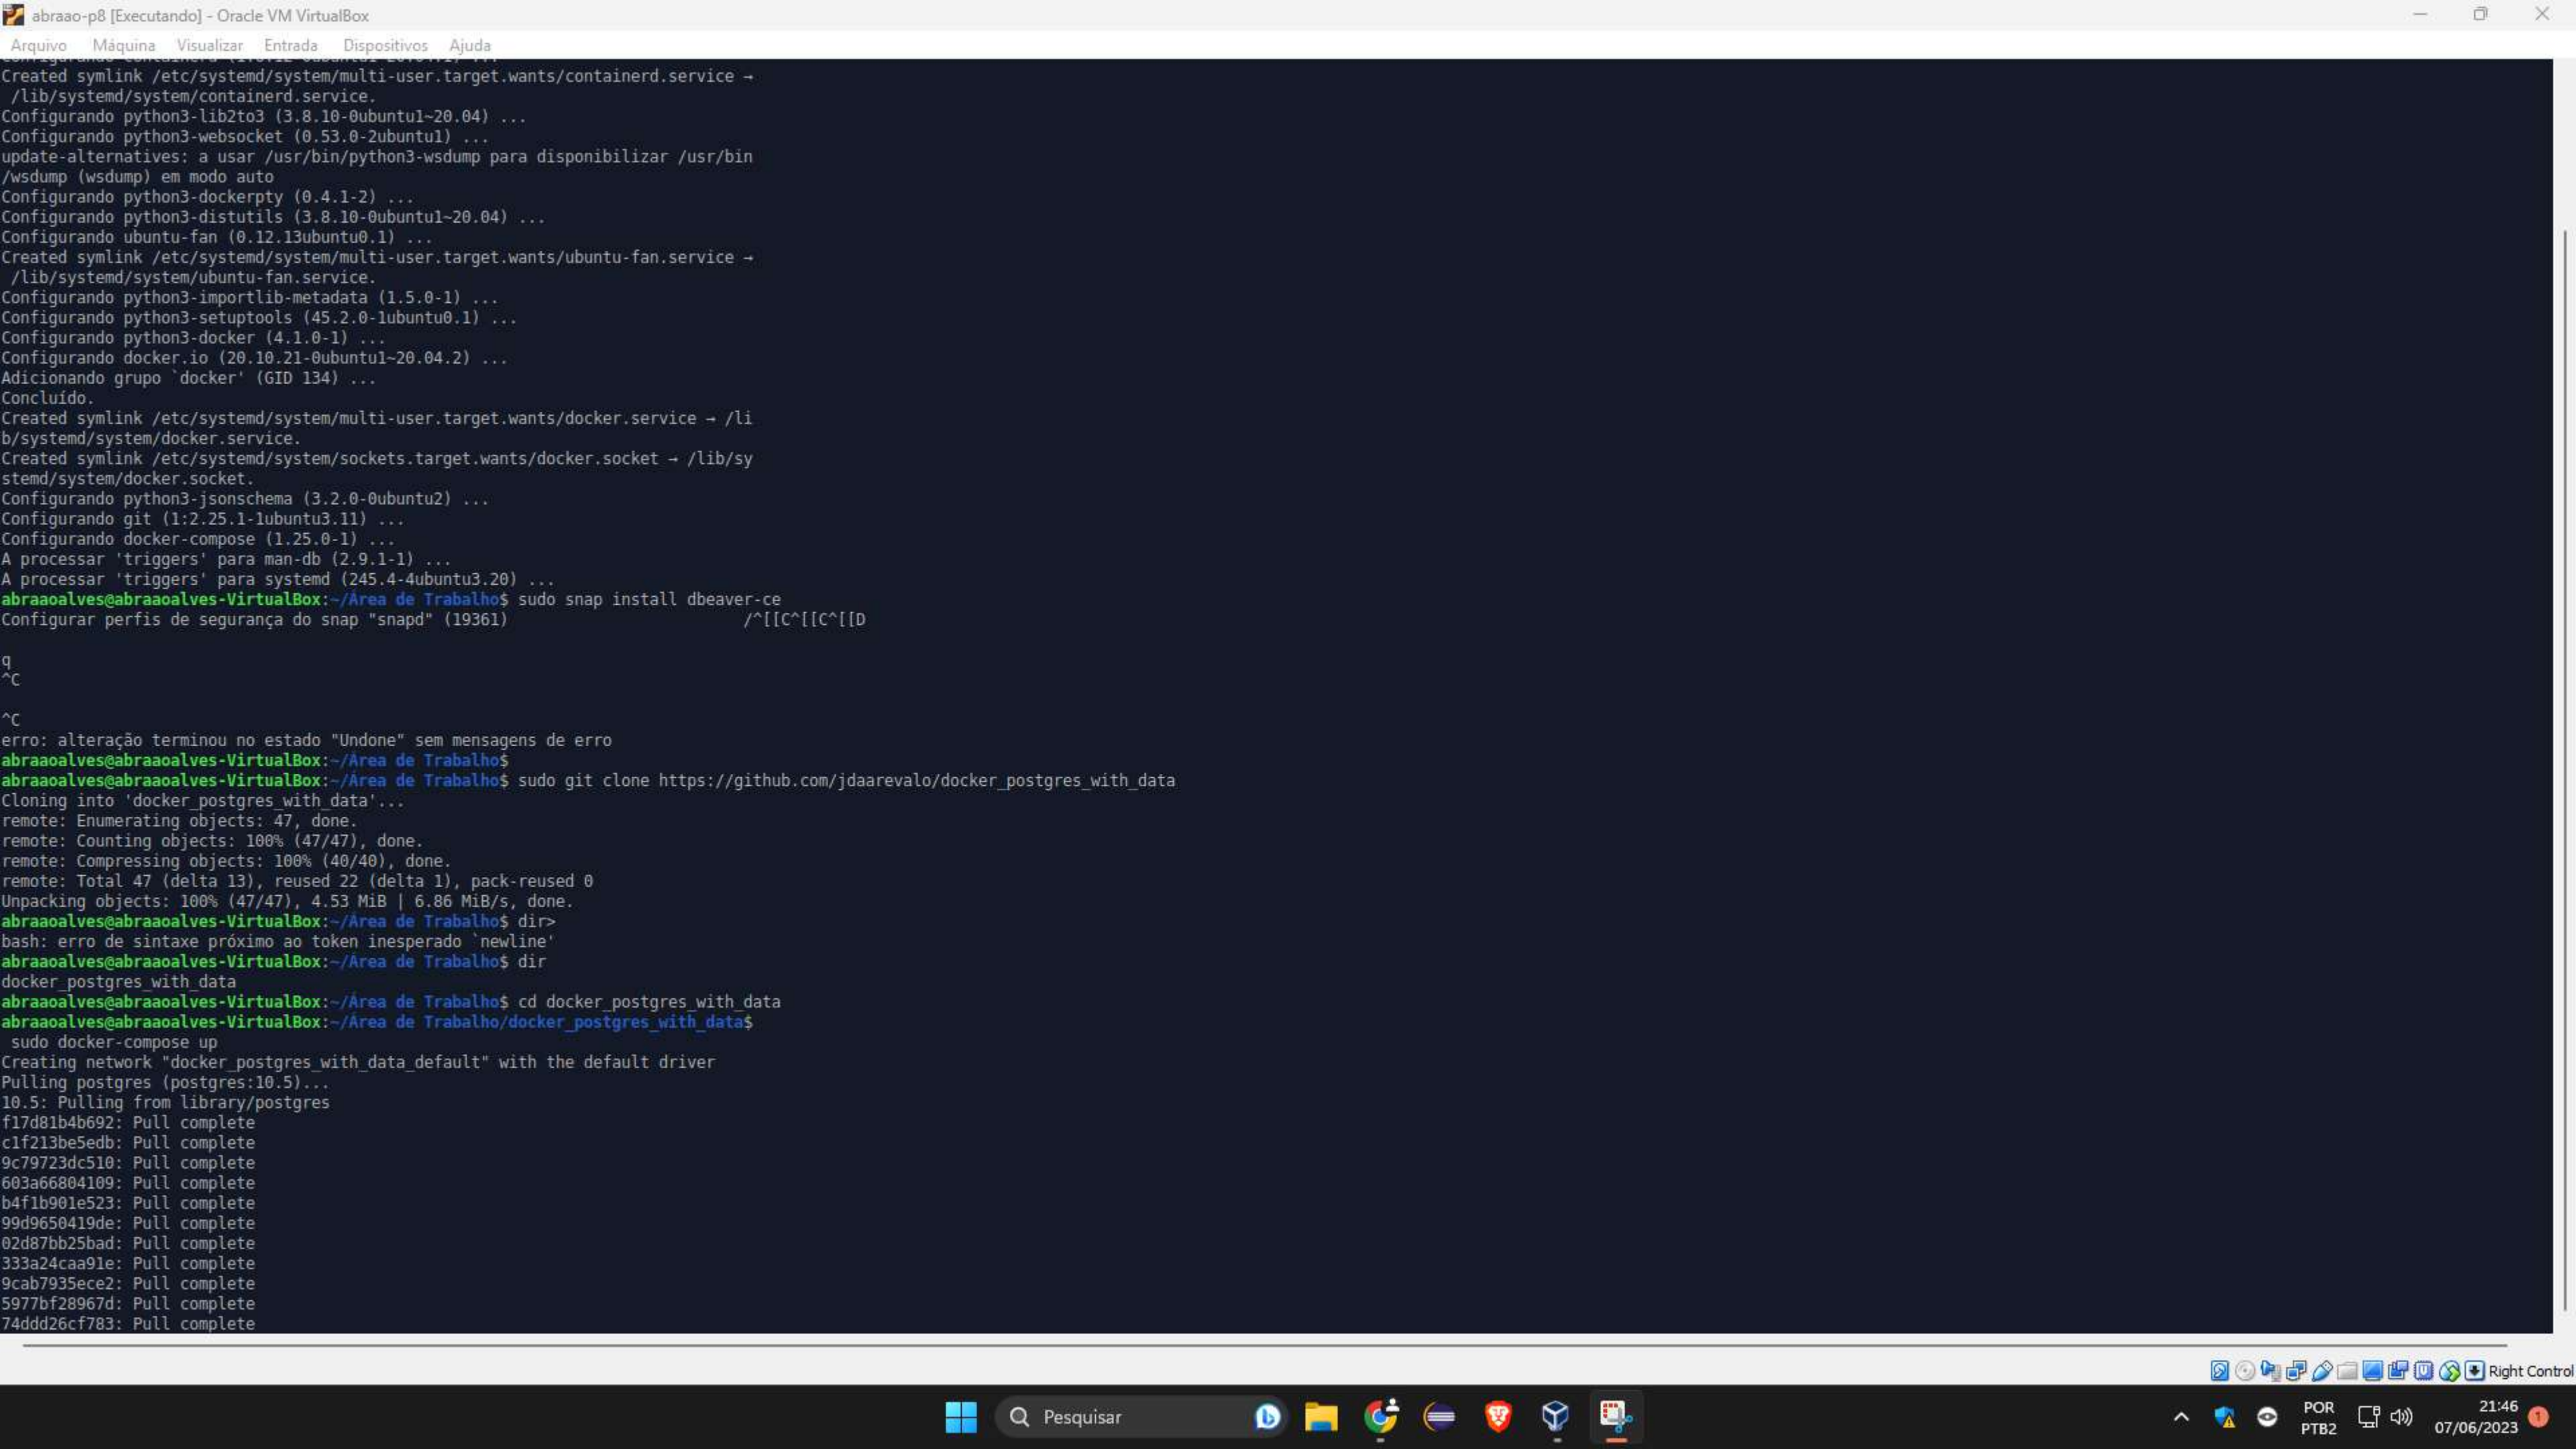 abraao-p8 [Executando] - Oracle VM VirtualBox
Arquivo Máquina Visualizar Entrada Dispositivos Ajuda
Created symlink /etc/systemd/system/multi-user.target.wants/containerd.service →
/lib/systemd/system/containerd.service.
Configurando python3-lib2to3 (3.8.10-0ubuntu1~20.04) ...
Configurando python3-websocket (0.53.0-2ubuntu1) ...
update-alternatives: a usar /usr/bin/python3-wsdump para disponibilizar /usr/bin
/wsdump (wsdump) em modo auto
Configurando python3-dockerpty (0.4.1-2) ...
Configurando python3-distutils (3.8.10-0ubuntu1~20.04) ...
Configurando ubuntu-fan (0.12.13ubuntu0.1) ...
Created symlink /etc/systemd/system/multi-user.target.wants/ubuntu-fan.service →
/lib/systemd/system/ubuntu-fan.service.
Configurando python3-importlib-metadata (1.5.0-1) ...
Configurando python3-setuptools (45.2.0-1ubuntu0.1) ...
Configurando python3-docker (4.1.0-1) ...
Configurando docker.io (20.10.21-0ubuntu1~20.04.2) ...
Adicionando grupo `docker' (GID 134) ...
Concluído.
Created symlink /etc/systemd/system/multi-user.target.wants/docker.service → /li
b/systemd/system/docker.service.
Created symlink /etc/systemd/system/sockets.target.wants/docker.socket → /lib/sy
stemd/system/docker.socket.
Configurando python3-jsonschema (3.2.0-0ubuntu2) ...
Configurando git (1:2.25.1-1ubuntu3.11) ...
Configurando docker-compose (1.25.0-1) ...
A processar 'triggers' para man-db (2.9.1-1) ...
A processar 'triggers' para systemd (245.4-4ubuntu3.20) ...
abraaoalves@abraaoalves-VirtualBox:~/Área de Trabalho$ sudo snap install dbeaver-ce
Configurar perfis de segurança do snap "snapd" (19361) /^[[C^[[C^[[D
q
^C
^C
erro: alteração terminou no estado "Undone" sem mensagens de erro
abraaoalves@abraaoalves-VirtualBox:~/Área de Trabalho$
abraaoalves@abraaoalves-VirtualBox:~/Área de Trabalho$ sudo git clone https://github.com/jdaarevalo/docker_postgres_with_data
Cloning into 'docker_postgres_with_data'...
remote: Enumerating objects: 47, done.
remote: Counting objects: 100% (47/47), done.
remote: Compressing objects: 100% (40/40), done.
remote: Total 47 (delta 13), reused 22 (delta 1), pack-reused 0
Unpacking objects: 100% (47/47), 4.53 MiB | 6.86 MiB/s, done.
abraaoalves@abraaoalves-VirtualBox:~/Área de Trabalho$ dir>
bash: erro de sintaxe próximo ao token inesperado `newline'
abraaoalves@abraaoalves-VirtualBox:~/Área de Trabalho$ dir
docker_postgres_with_data
abraaoalves@abraaoalves-VirtualBox:~/Área de Trabalho$ cd docker_postgres_with_data
abraaoalves@abraaoalves-VirtualBox:~/Área de Trabalho/docker_postgres_with_data$
sudo docker-compose up
Creating network "docker_postgres_with_data_default" with the default driver
Pulling postgres (postgres:10.5)...
10.5: Pulling from library/postgres
f17d81b4b692: Pull complete
c1f213be5edb: Pull complete
9c79723dc510: Pull complete
603a66804109: Pull complete
b4f1b901e523: Pull complete
99d9650419de: Pull complete
02d87bb25bad: Pull complete
333a24caa91e: Pull complete
9cab7935ece2: Pull complete
5977bf28967d: Pull complete
74ddd26cf783: Pull complete
Right Control
Pesquisar
POR
PTB2
21:46
07/06/2023
1